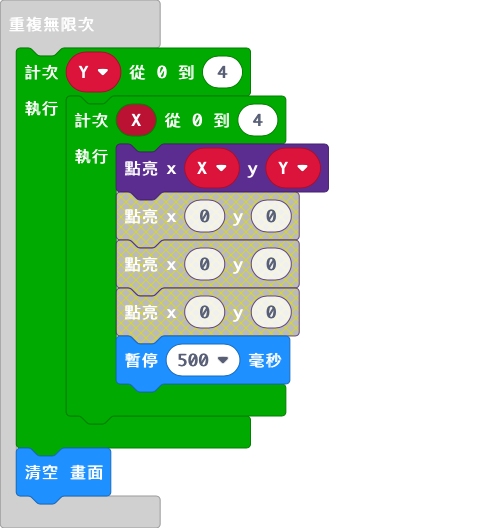 重複無限次
計次 Y 從 0 到 4
執行
計次 X 從 0 到 4
執行
點亮 x X y Y
點亮 x 0 y 0
點亮 x 0 y 0
點亮 x 0 y 0
暫停 500 毫秒
清空 畫面